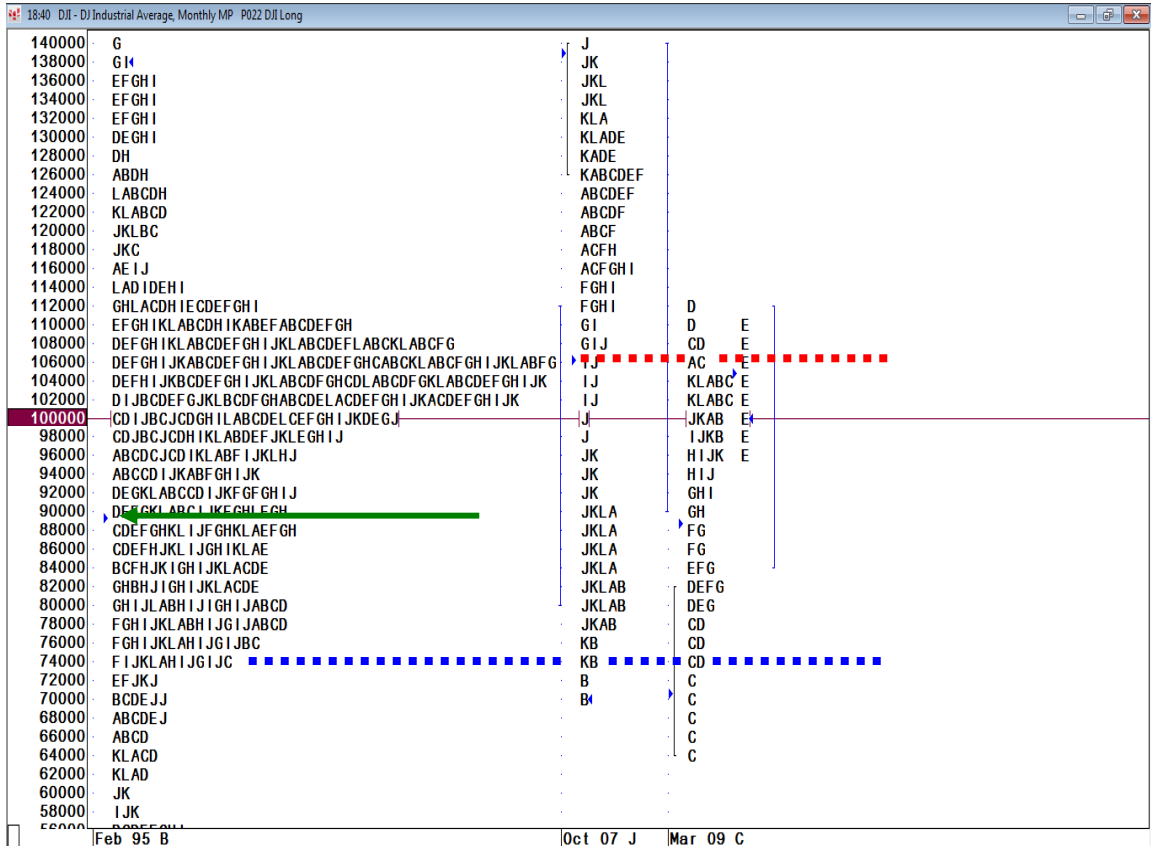 18:40 DJI - DJ Industrial Average, Monthly MP P022 DJI Long
140000 G J
138000 GI JK
136000 EFGHI JKL
134000 EFGHI JKL
132000 EFGHI KLA
130000 DEGHI KLADE
128000 DH KADE
126000 ABDH KABCDEF
124000 LABCDH ABCDEF
122000 KLABCD ABCDF
120000 JKLBC ABCF
118000 JKC ACFH
116000 AEIJ ACFGHI
114000 LADIDEHI FGHI
112000 GHLACDHIECDEFGHI FGHI D
110000 EFGHIKLABCDHIKABEFABCDEFGH GI D E
108000 DEFGHIKLABCDEFGHIJKLABCDEFLABCKLABCFG GIJ CD E
106000 DEFGHIJKABCDEFGHIJKLABCDEFGHCABCKLABCFGHIJKLABFG IJ AC E
104000 DEFHIJKBCDEFGHIJKLABCDFGHCDLABCDFGKLABCDEFGHIJK IJ KLABC E
102000 DIJBCDEFGJKLBCDFGHABCDELACDEFGHIJKACDEFGHIJK IJ KLABC E
100000 CDIJBCJCDGHILABCDELCEFGHIJKDEGJ J JKAB E
98000 CDJBCJCDHIKLABDEFJKLEGHIJ J IJKB E
96000 ABCDCJCDIKLABFIJKLHJ JK HIJK E
94000 ABCCDIJKABFGHIJK JK HIJ
92000 DEGKLABCCDIJKFGFGHIJ JK GHI
90000 JKLA GH
88000 CDEFGHKLIJFGHKLAEFGH JKLA FG
86000 CDEFHJKLIJGHIKLAE JKLA FG
84000 BCFHJKIGHIJKLACDE JKLA EFG
82000 GHBHJIGHIJKLACDE JKLAB DEFG
80000 GHIJLABHIJIGHIJABCD JKLAB DEG
78000 FGHIJKLABHIJGIJABCD JKAB CD
76000 FGHIJKLAHIJGIJBC KB CD
74000 FIJKLAHIJGIJC KB CD
72000 EFJKJ B C
70000 BCDEJJ B C
68000 ABCDEJ C
66000 ABCD C
64000 KLACD C
62000 KLAD
60000 JK
58000 IJK
Feb 95 B Oct 07 J Mar 09 C